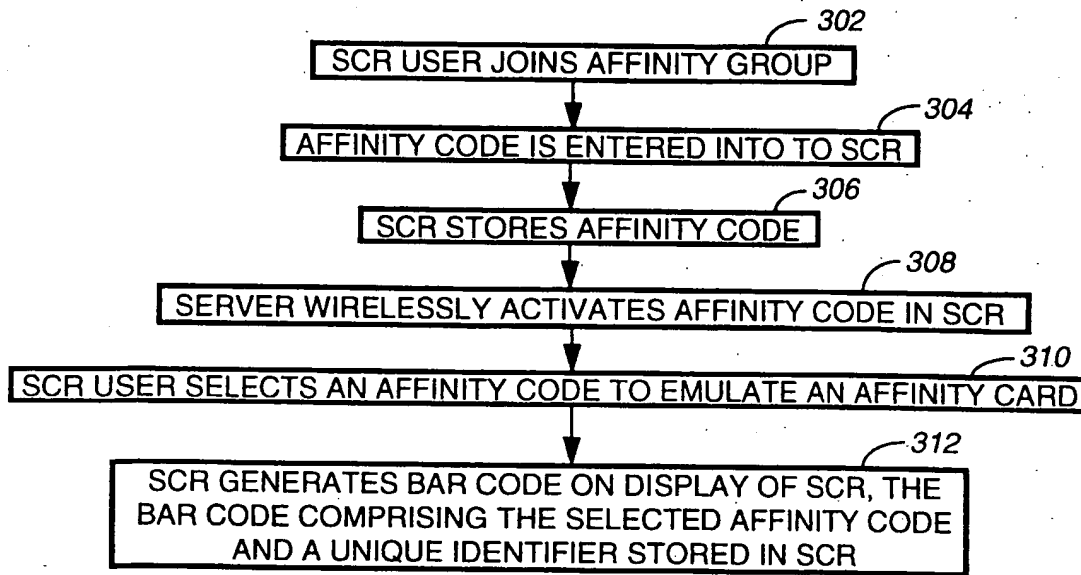 302
SCR USER JOINS AFFINITY GROUP
304
AFFINITY CODE IS ENTERED INTO TO SCR
306
SCR STORES AFFINITY CODE
308
SERVER WIRELESSLY ACTIVATES AFFINITY CODE IN SCR
310
SCR USER SELECTS AN AFFINITY CODE TO EMULATE AN AFFINITY CARD
312
SCR GENERATES BAR CODE ON DISPLAY OF SCR, THE
BAR CODE COMPRISING THE SELECTED AFFINITY CODE
AND A UNIQUE IDENTIFIER STORED IN SCR